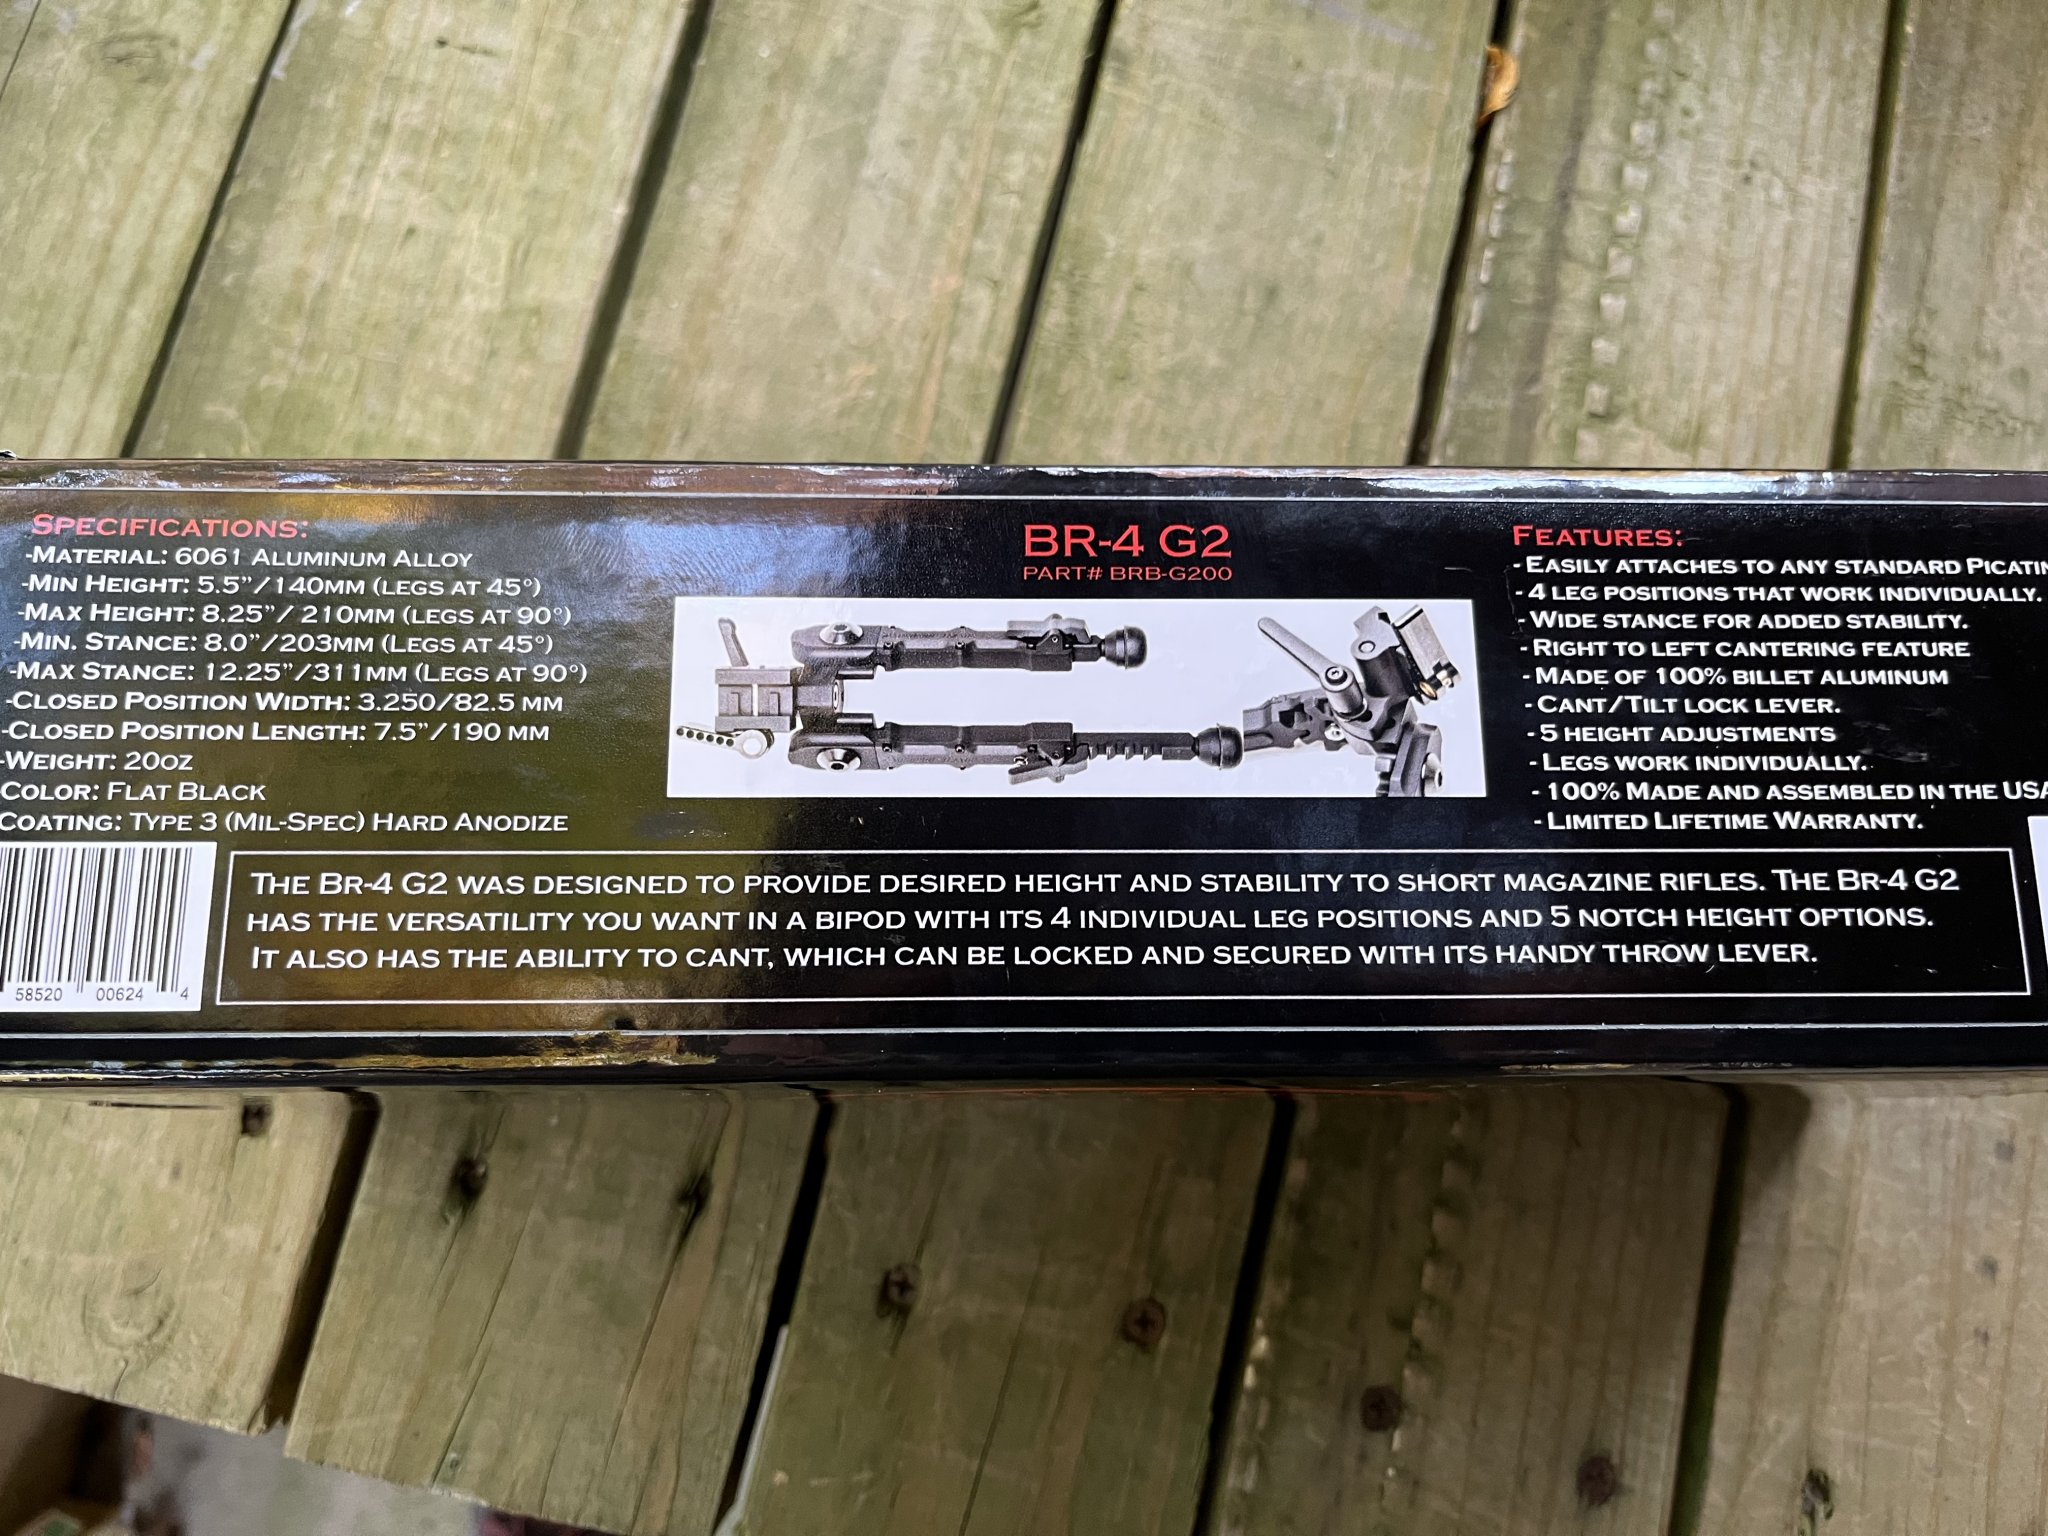 SPECIFICATIONS:
-MATERIAL: 6061 ALUMINUM ALLOY
-MIN HEIGHT: 5.5"/140MM (LEGS AT 45°)
-MAX HEIGHT: 8.25"/ 210MM (LEGS AT 90°)
-MIN. STANCE: 8.0"/203MM (LEGS AT 45°)
-MAX STANCE: 12.25"/311MM (LEGS AT 90°)
-CLOSED POSITION WIDTH: 3.250/82.5 MM
-CLOSED POSITION LENGTH: 7.5"/190 MM
-WEIGHT: 20OZ
COLOR: FLAT BLACK
COATING: TYPE 3 (MIL-SPEC) HARD ANODIZE
BR-4 G2
PART# BRB-G200
FEATURES:
- EASILY ATTACHES TO ANY STANDARD PICATIN
- 4 LEG POSITIONS THAT WORK INDIVIDUALLY.
- WIDE STANCE FOR ADDED STABILITY.
- RIGHT TO LEFT CANTERING FEATURE
- MADE OF 100% BILLET ALUMINUM
- CANT/TILT LOCK LEVER.
- 5 HEIGHT ADJUSTMENTS
- LEGS WORK INDIVIDUALLY.
- 100% MADE AND ASSEMBLED IN THE USA
- LIMITED LIFETIME WARRANTY.
58520 00624 4
THE BR-4 G2 WAS DESIGNED TO PROVIDE DESIRED HEIGHT AND STABILITY TO SHORT MAGAZINE RIFLES. THE BR-4 G2
HAS THE VERSATILITY YOU WANT IN A BIPOD WITH ITS 4 INDIVIDUAL LEG POSITIONS AND 5 NOTCH HEIGHT OPTIONS.
IT ALSO HAS THE ABILITY TO CANT, WHICH CAN BE LOCKED AND SECURED WITH ITS HANDY THROW LEVER.